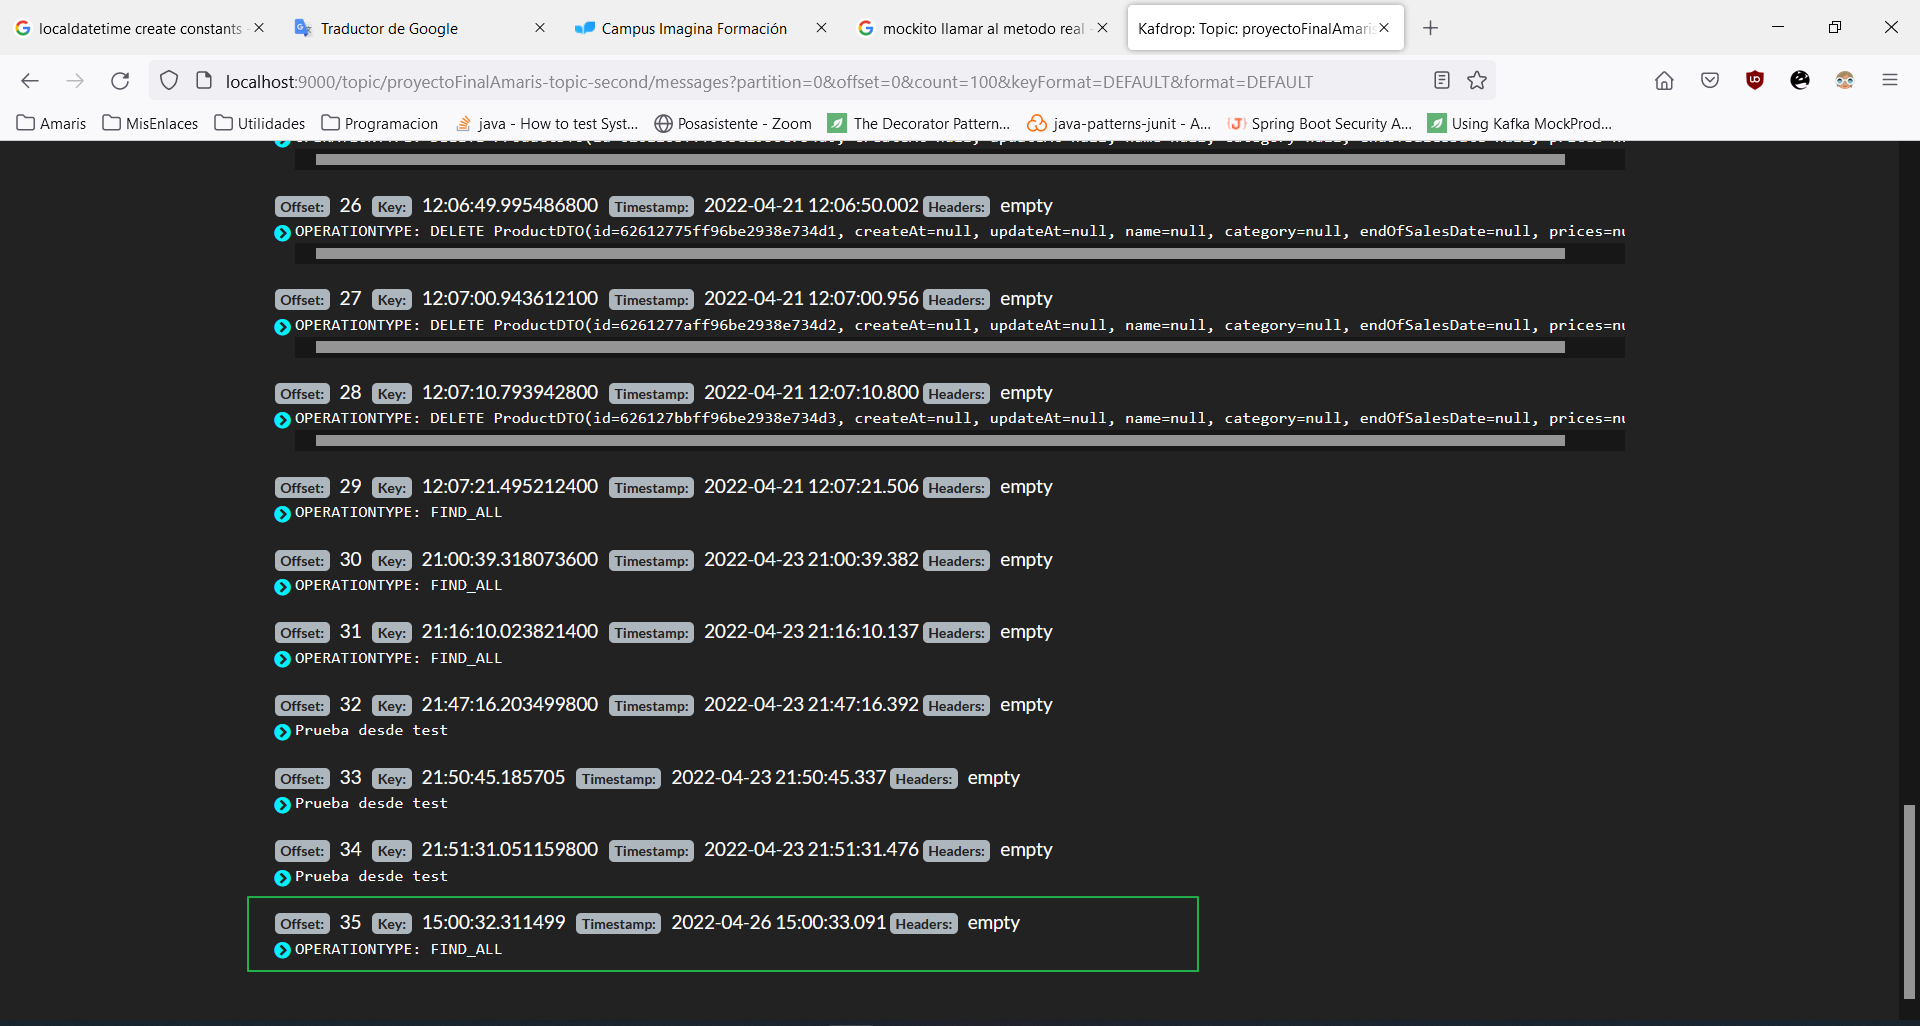 localdatetime create constants
Traductor de Google
Campus Imagina Formación
mockito llamar al metodo real
Kafdrop: Topic: proyectoFinalAmaris
localhost:9000/topic/proyectoFinalAmaris-topic-second/messages?partition=0&offset=0&count=100&keyFormat=DEFAULT&format=DEFAULT
Amaris MisEnlaces Utilidades Programacion java - How to test Syst... Posasistente - Zoom The Decorator Pattern... java-patterns-junit - A... Spring Boot Security A... Using Kafka MockProd...
Offset: 26 Key: 12:06:49.995486800 Timestamp: 2022-04-21 12:06:50.002 Headers: empty
OPERATIONTYPE: DELETE ProductDTO(id=62612775ff96be2938e734d1, createAt=null, updateAt=null, name=null, category=null, endOfSalesDate=null, prices=nu
Offset: 27 Key: 12:07:00.943612100 Timestamp: 2022-04-21 12:07:00.956 Headers: empty
OPERATIONTYPE: DELETE ProductDTO(id=6261277aff96be2938e734d2, createAt=null, updateAt=null, name=null, category=null, endOfSalesDate=null, prices=nu
Offset: 28 Key: 12:07:10.793942800 Timestamp: 2022-04-21 12:07:10.800 Headers: empty
OPERATIONTYPE: DELETE ProductDTO(id=626127bbff96be2938e734d3, createAt=null, updateAt=null, name=null, category=null, endOfSalesDate=null, prices=nu
Offset: 29 Key: 12:07:21.495212400 Timestamp: 2022-04-21 12:07:21.506 Headers: empty
OPERATIONTYPE: FIND_ALL
Offset: 30 Key: 21:00:39.318073600 Timestamp: 2022-04-23 21:00:39.382 Headers: empty
OPERATIONTYPE: FIND_ALL
Offset: 31 Key: 21:16:10.023821400 Timestamp: 2022-04-23 21:16:10.137 Headers: empty
OPERATIONTYPE: FIND_ALL
Offset: 32 Key: 21:47:16.203499800 Timestamp: 2022-04-23 21:47:16.392 Headers: empty
Prueba desde test
Offset: 33 Key: 21:50:45.185705 Timestamp: 2022-04-23 21:50:45.337 Headers: empty
Prueba desde test
Offset: 34 Key: 21:51:31.051159800 Timestamp: 2022-04-23 21:51:31.476 Headers: empty
Prueba desde test
Offset: 35 Key: 15:00:32.311499 Timestamp: 2022-04-26 15:00:33.091 Headers: empty
OPERATIONTYPE: FIND_ALL